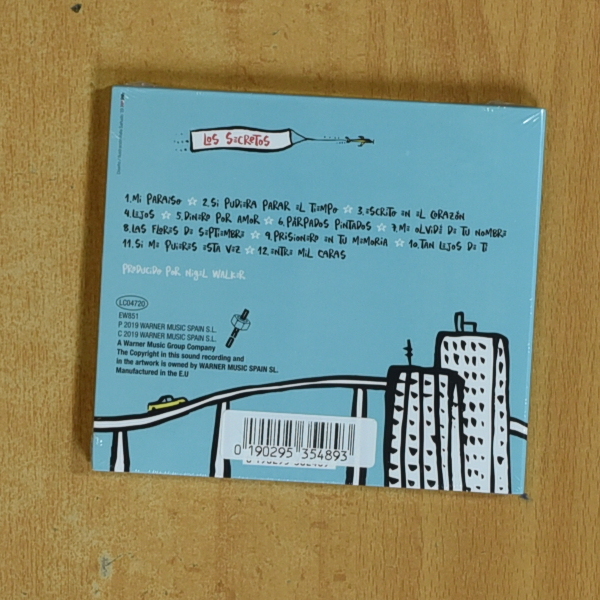 LOS SECRETOS
1.Mi PARAISO ☆ 2.Si PUDIERA PARAR EL TIEMPO ☆ 3.ESCRITO EN EL CORAZÓN
4.LEJOS ☆ 5.DINERO POR AMOR ☆ 6.PÁRPADOS PINTADOS ☆ 7.ME OLVIDÉ DE TU NOMBRE
8.LAS FLORES DE SEPTIEMBRE ☆ 9.PRISIONERO EN TU MEMORIA ☆ 10.TAN LEJOS DE TI
11.SI ME QUIERES ESTA VEZ ☆ 12.ENTRE MIL CARAS
PRODUCIDO POR NIGEL WALKER
LC04720
EW851
P 2019 WARNER MUSIC SPAIN S.L.
C 2019 WARNER MUSIC SPAIN S.L.
A Warner Music Group Company
The Copyright in this sound recording and
in the artwork is owned by WARNER MUSIC SPAIN SL.
Manufactured in the E.U
0 190295 354893